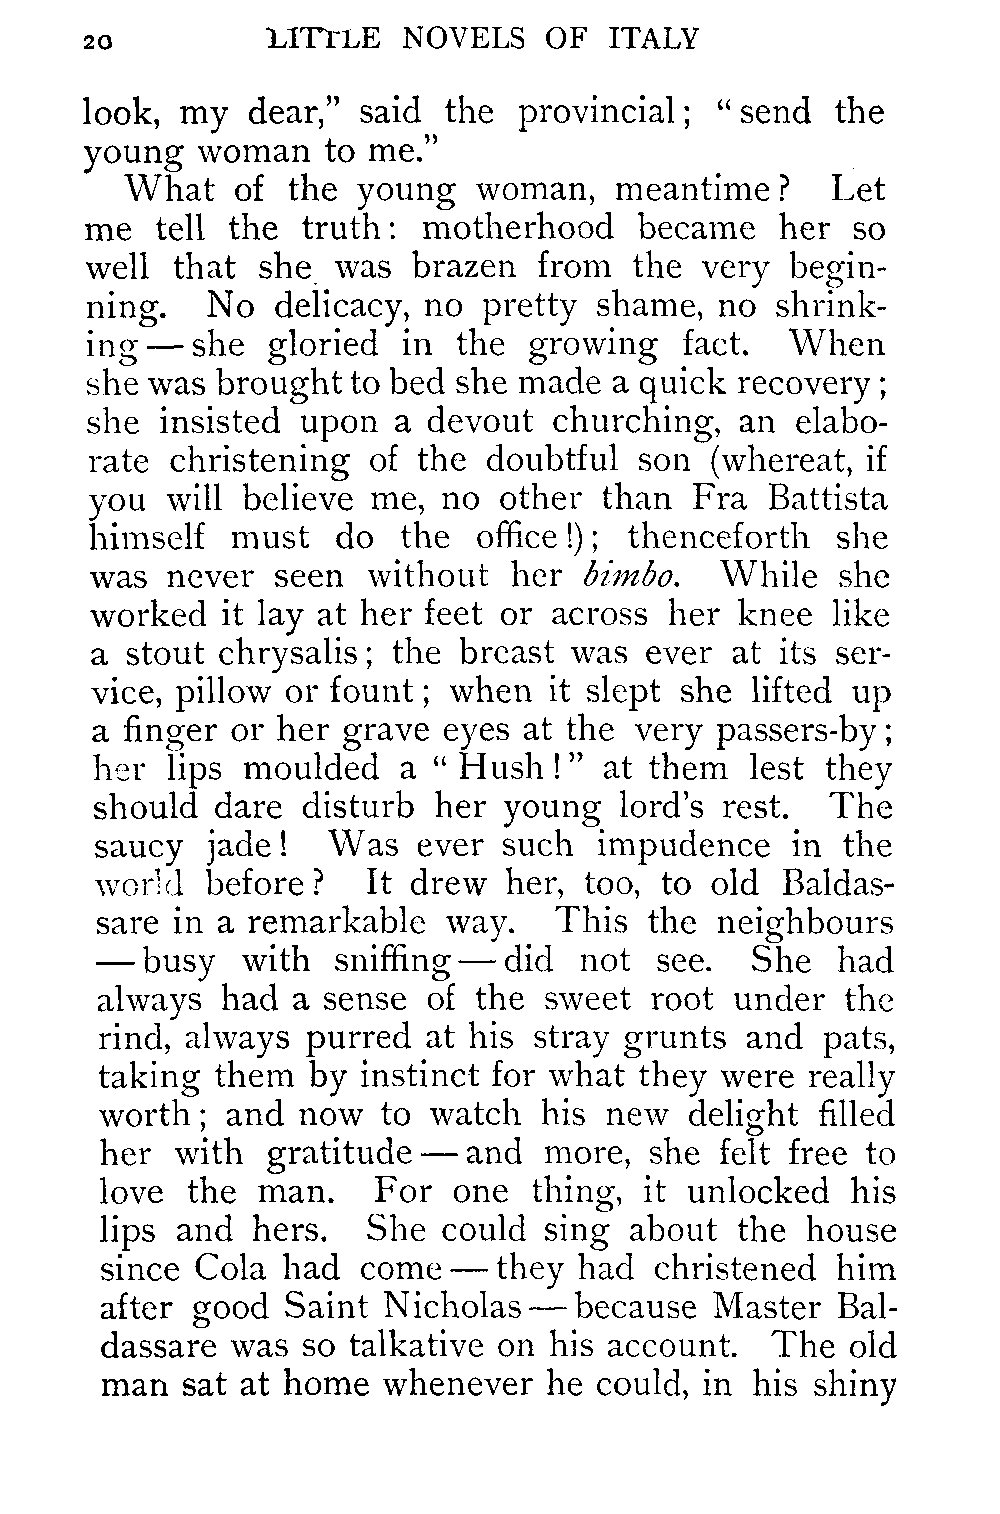 20 LITTLE NOVELS OF ITALY
look, my dear,” said the provincial; “send the
young woman to me.”
What of the young woman, meantime? Let
me tell the truth: motherhood became her so
well that she was brazen from the very begin-
ning. No delicacy, no pretty shame, no shrink-
ing — she gloried in the growing fact. When
she was brought to bed she made a quick recovery;
she insisted upon a devout churching, an elabo-
rate christening of the doubtful son (whereat, if
you will believe me, no other than Fra Battista
himself must do the office!); thenceforth she
was never seen without her bimbo. While she
worked it lay at her feet or across her knee like
a stout chrysalis; the breast was ever at its ser-
vice, pillow or fount; when it slept she lifted up
a finger or her grave eyes at the very passers-by;
her lips moulded a “Hush!” at them lest they
should dare disturb her young lord's rest. The
saucy jade! Was ever such impudence in the
world before? It drew her, too, to old Baldas-
sare in a remarkable way. This the neighbours
— busy with sniffing — did not see. She had
always had a sense of the sweet root under the
rind, always purred at his stray grunts and pats,
taking them by instinct for what they were really
worth; and now to watch his new delight filled
her with gratitude — and more, she felt free to
love the man. For one thing, it unlocked his
lips and hers. She could sing about the house
since Cola had come — they had christened him
after good Saint Nicholas — because Master Bal-
dassare was so talkative on his account. The old
man sat at home whenever he could, in his shiny